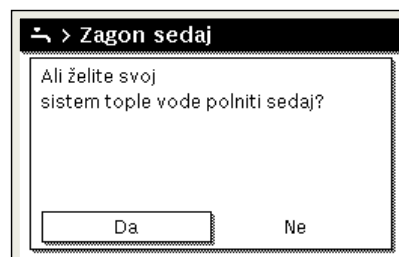 > Zagon sedaj
Ali želite svoj
sistem tople vode polniti sedaj?
Da
Ne